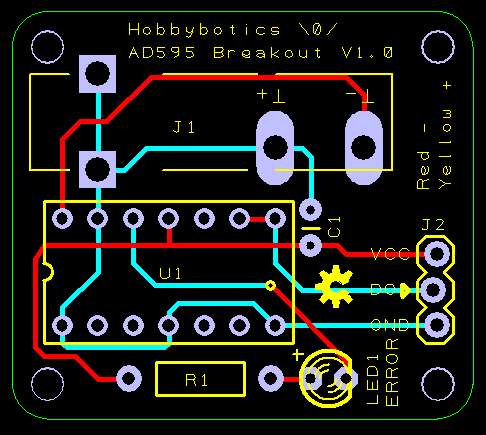 Hobbybotics \0/
AD595 Breakout V1.0
+T
-T
J1
Red -
Yellow +
C1
J2
VCC
DO
GND
U1
+
R1
LED1
ERROR